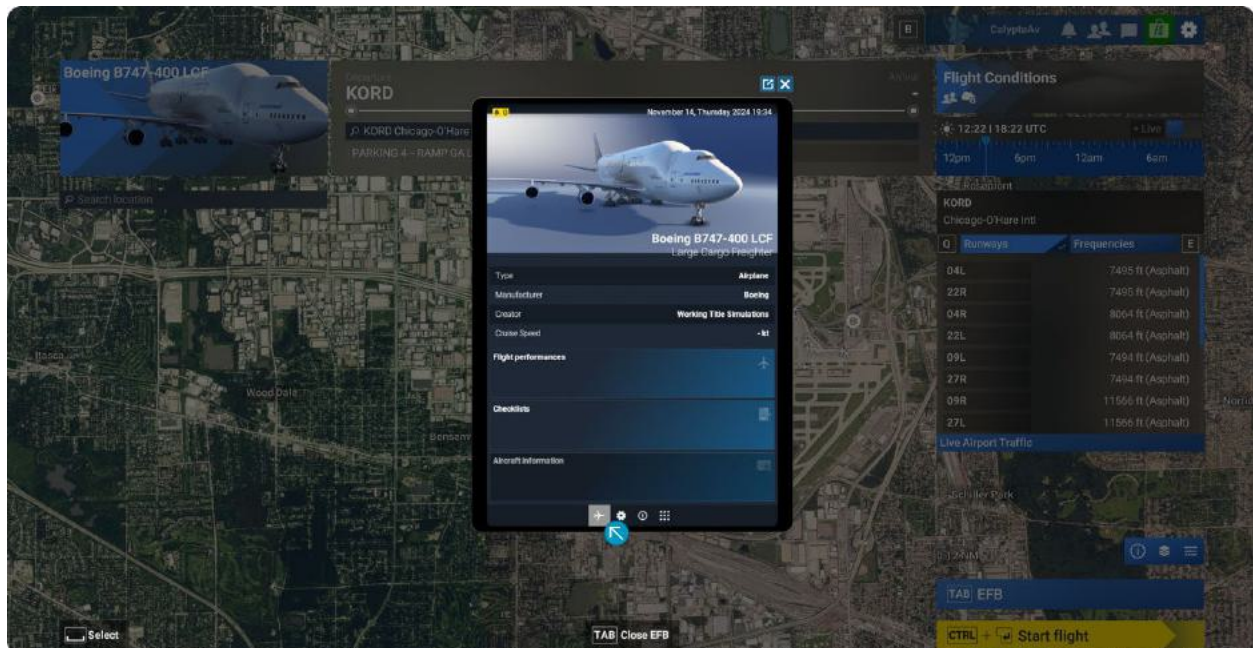 Boeing B747-400 LCF
Departure
KORD
Arrival
KORD Chicago-O'Hare
PARKING 4 - RAMP GA
Search location
B
CalyptoAv
November 14, Thursday 2024 19:34
Boeing B747-400 LCF
Large Cargo Freighter
Type Airplane
Manufacturer Boeing
Creator Working Title Simulations
Cruise Speed - kt
Flight performances
Checklists
Aircraft information
Flight Conditions
12:22 | 18:22 UTC
Live
12pm 6pm 12am 6am
Rosemont
KORD
Chicago-O'Hare Intl
Q Runways Frequencies E
04L 7495 ft (Asphalt)
22R 7495 ft (Asphalt)
04R 8064 ft (Asphalt)
22L 8064 ft (Asphalt)
09L 7494 ft (Asphalt)
27R 7494 ft (Asphalt)
09R 11566 ft (Asphalt)
27L 11566 ft (Asphalt)
Live Airport Traffic
Itasca
Wood Dale
Bensenv
Schiller Park
Norrid
TAB EFB
CTRL + Start flight
Select
TAB Close EFB